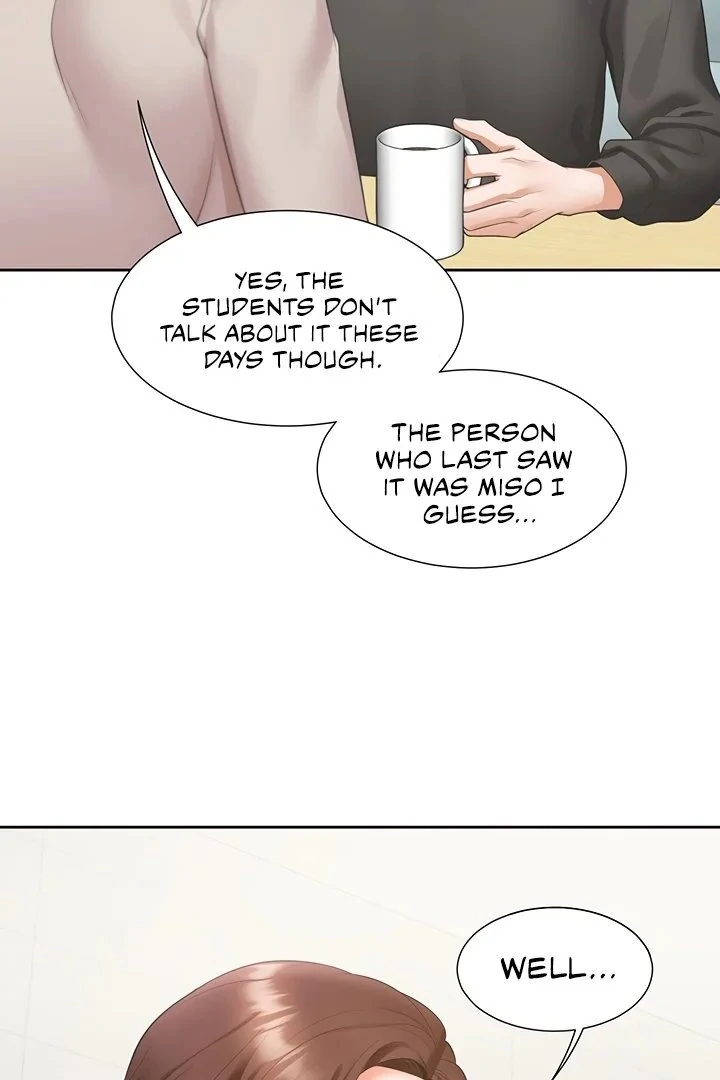 YES, THE
STUDENTS DON'T
TALK ABOUT IT THESE
DAYS THOUGH.
THE PERSON
WHO LAST SAW
IT WAS MISO I
GUESS...
WELL...